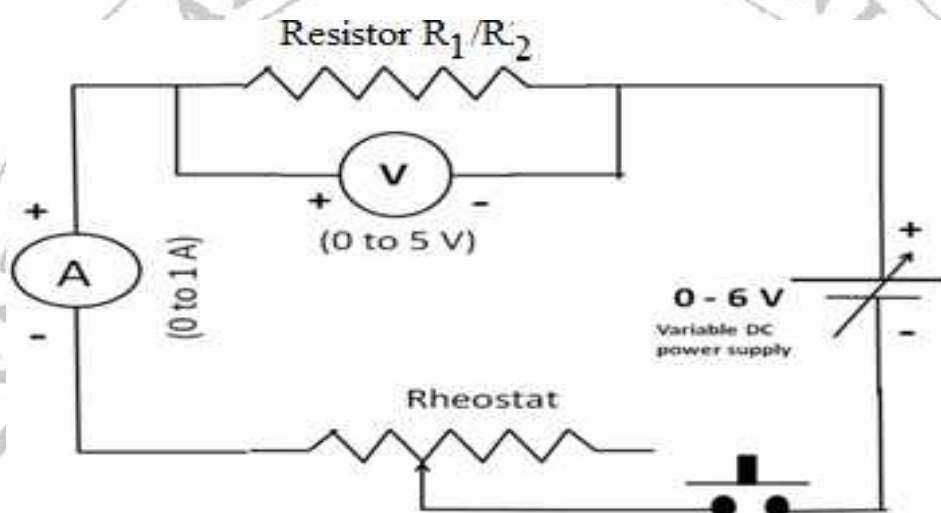 Resistor R₁/R₂
V
+ -
(0 to 5 V)
+
A
-
(0 to 1 A)
+
0 - 6 V
Variable DC
power supply
-
Rheostat